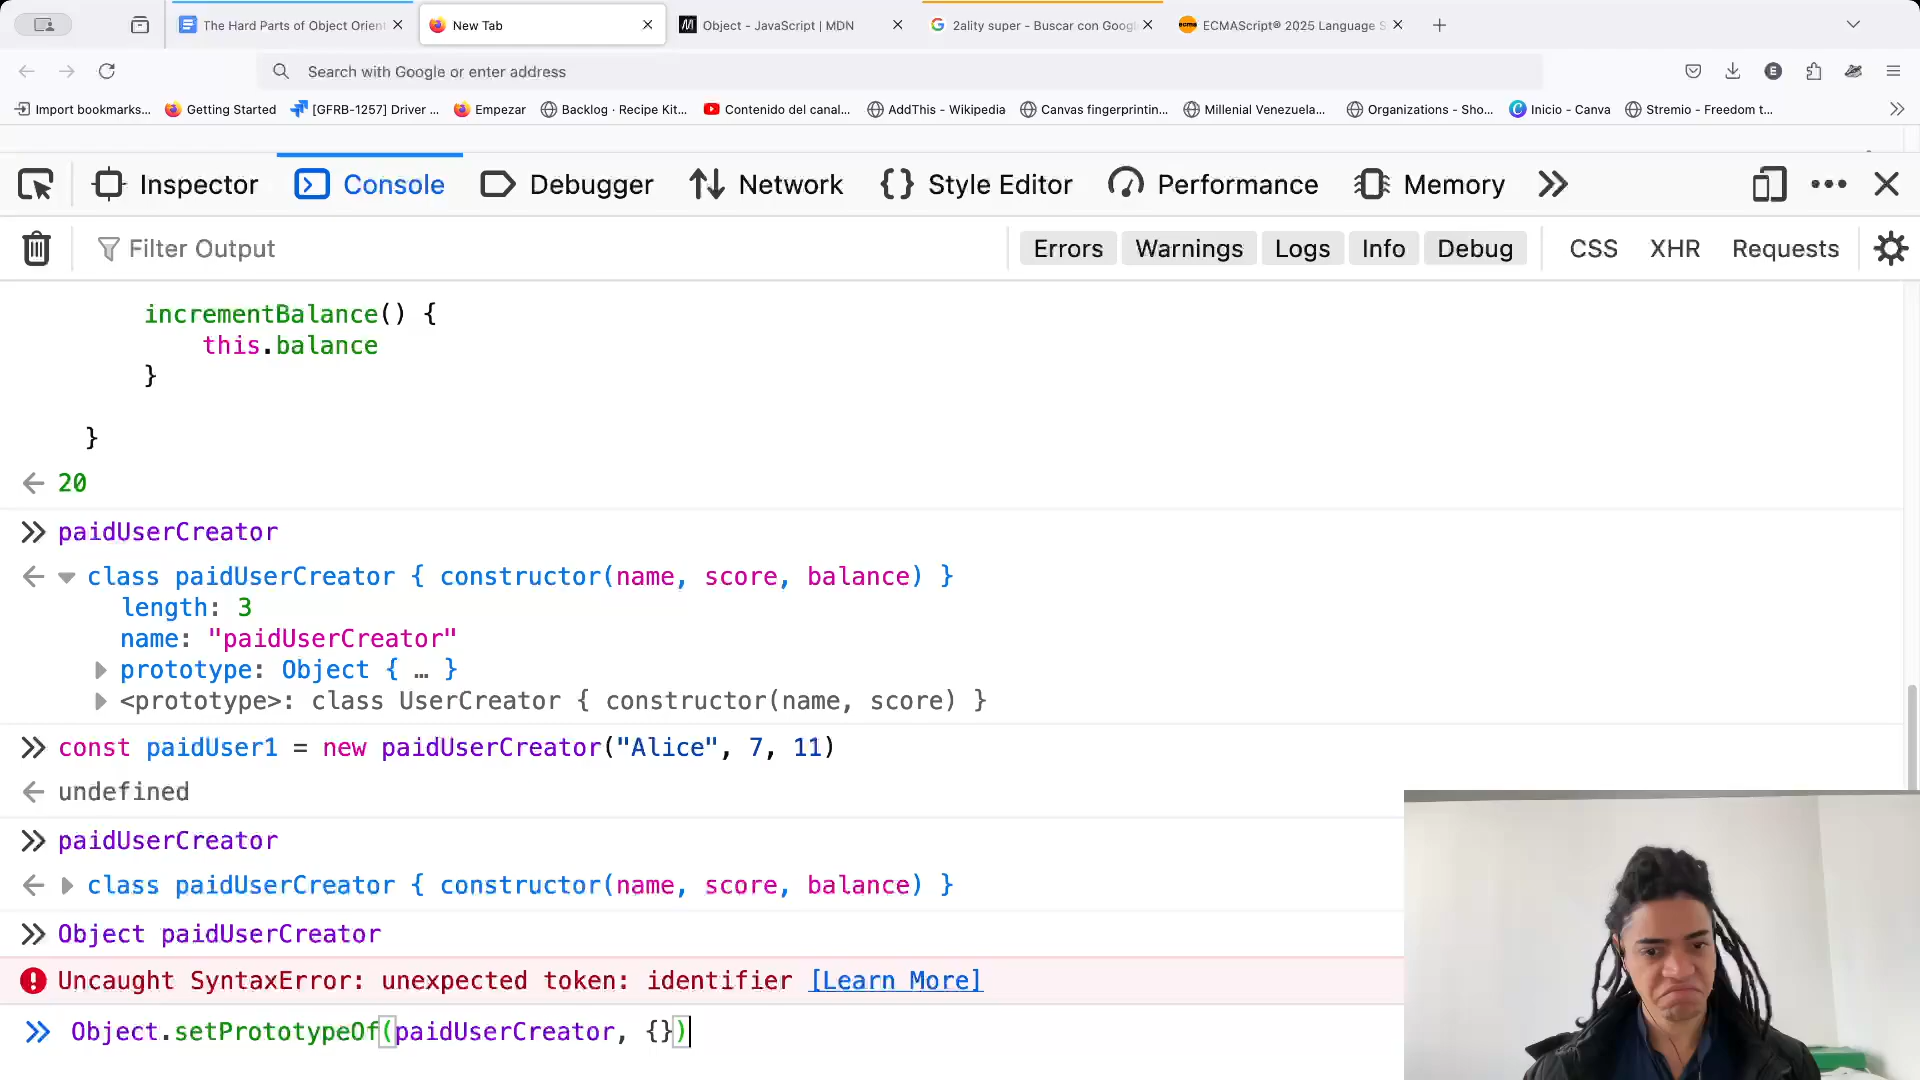 The Hard Parts of Object Orient
New Tab
Object - JavaScript | MDN
2ality super - Buscar con Googl
ECMAScript® 2025 Language S
Search with Google or enter address
Import bookmarks...
Getting Started
[GFRB-1257] Driver ...
Empezar
Backlog · Recipe Kit...
Contenido del canal...
AddThis - Wikipedia
Canvas fingerprintin...
Millenial Venezuela...
Organizations - Sho...
Inicio - Canva
Stremio - Freedom t...
Inspector
Console
Debugger
Network
Style Editor
Performance
Memory
Filter Output
Errors
Warnings
Logs
Info
Debug
CSS
XHR
Requests
incrementBalance() {
this.balance
}
}
20
paidUserCreator
class paidUserCreator { constructor(name, score, balance) }
length: 3
name: "paidUserCreator"
prototype: Object { … }
<prototype>: class UserCreator { constructor(name, score) }
const paidUser1 = new paidUserCreator("Alice", 7, 11)
undefined
paidUserCreator
class paidUserCreator { constructor(name, score, balance) }
Object paidUserCreator
Uncaught SyntaxError: unexpected token: identifier [Learn More]
Object.setPrototypeOf(paidUserCreator, {})